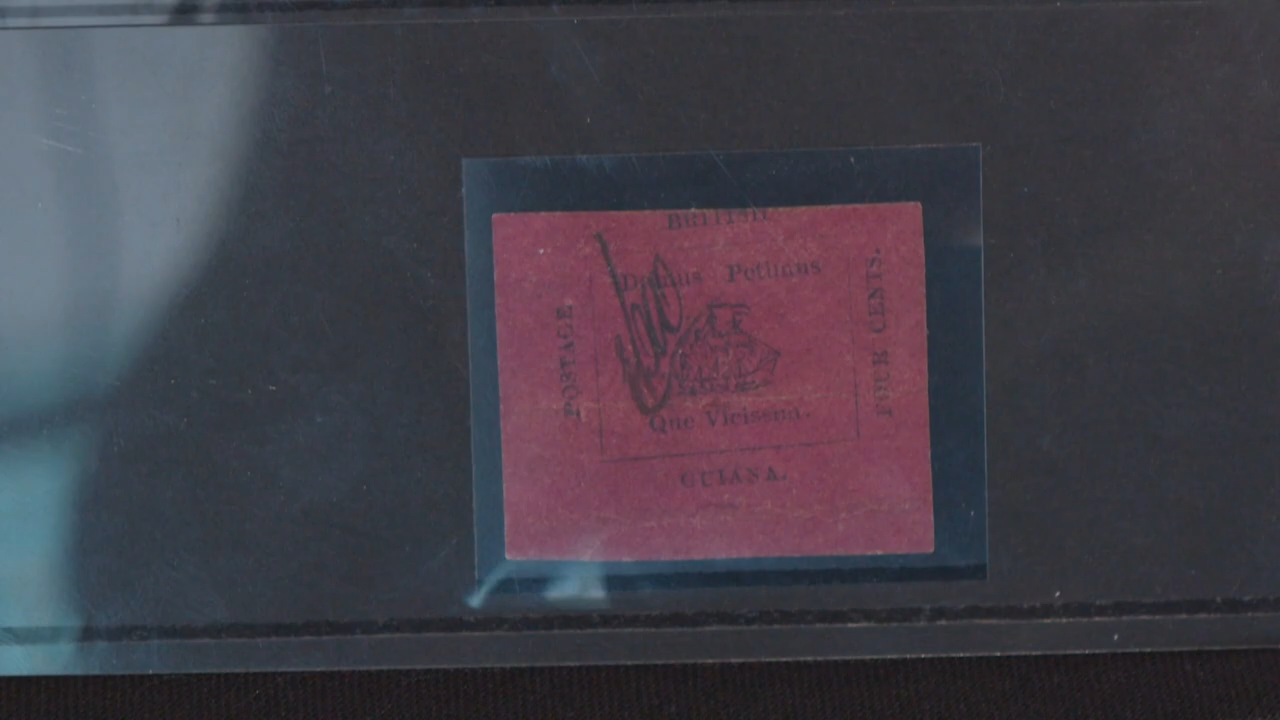 BRITISH
Damus Petimus
POSTAGE
FOUR CENTS.
Que Vicissim.
GUIANA.